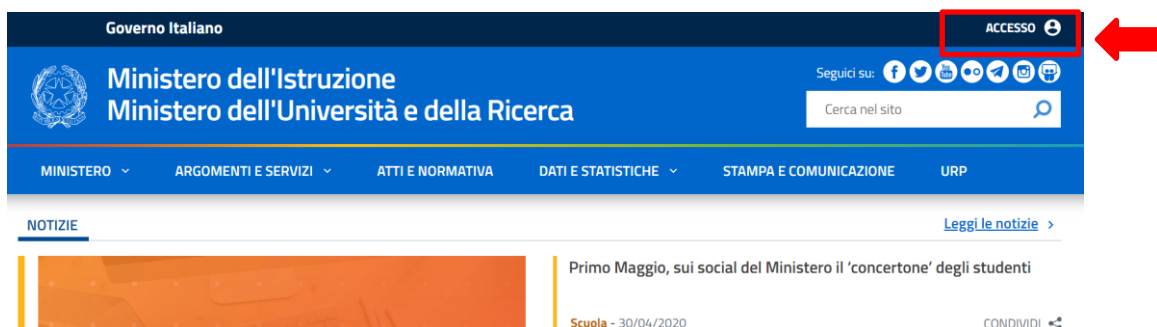 Governo Italiano
ACCESSO
Ministero dell'Istruzione
Ministero dell'Università e della Ricerca
Seguici su:
Cerca nel sito
MINISTERO ARGOMENTI E SERVIZI ATTI E NORMATIVA DATI E STATISTICHE STAMPA E COMUNICAZIONE URP
NOTIZIE
Leggi le notizie
Primo Maggio, sui social del Ministero il ‘concertone’ degli studenti
Scuola - 30/04/2020
CONDIVIDI